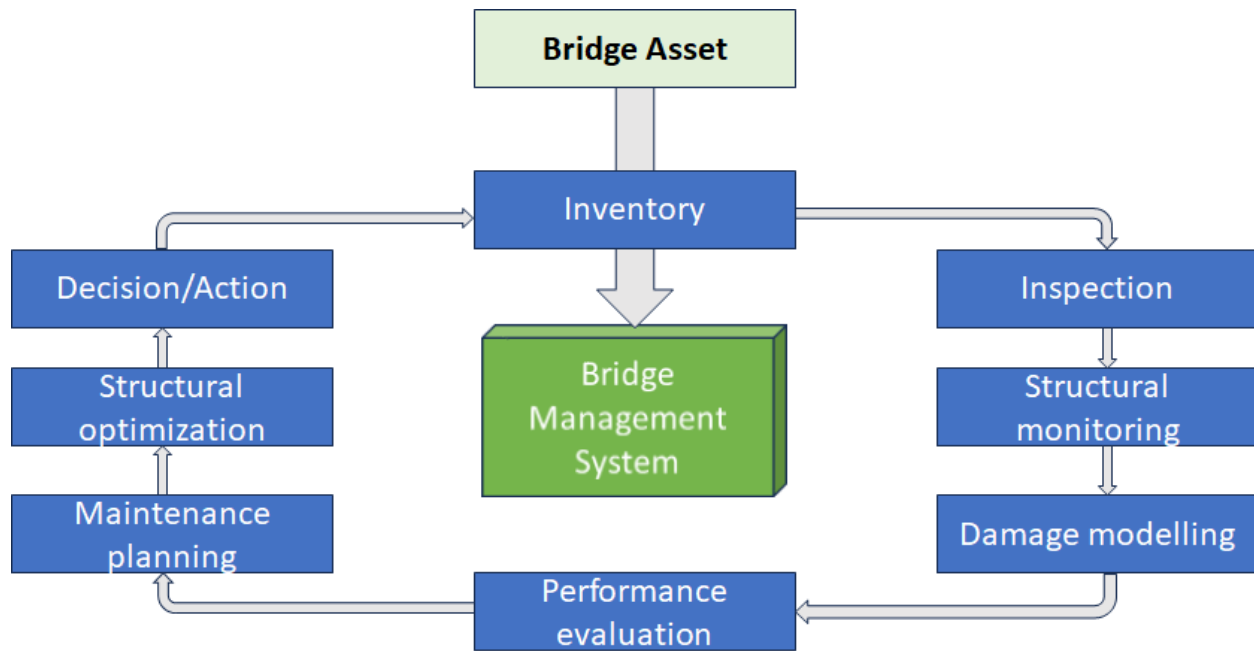 Bridge Asset
Inventory
Decision/Action
Inspection
Structural
optimization
Bridge
Management
System
Structural
monitoring
Maintenance
planning
Damage modelling
Performance
evaluation